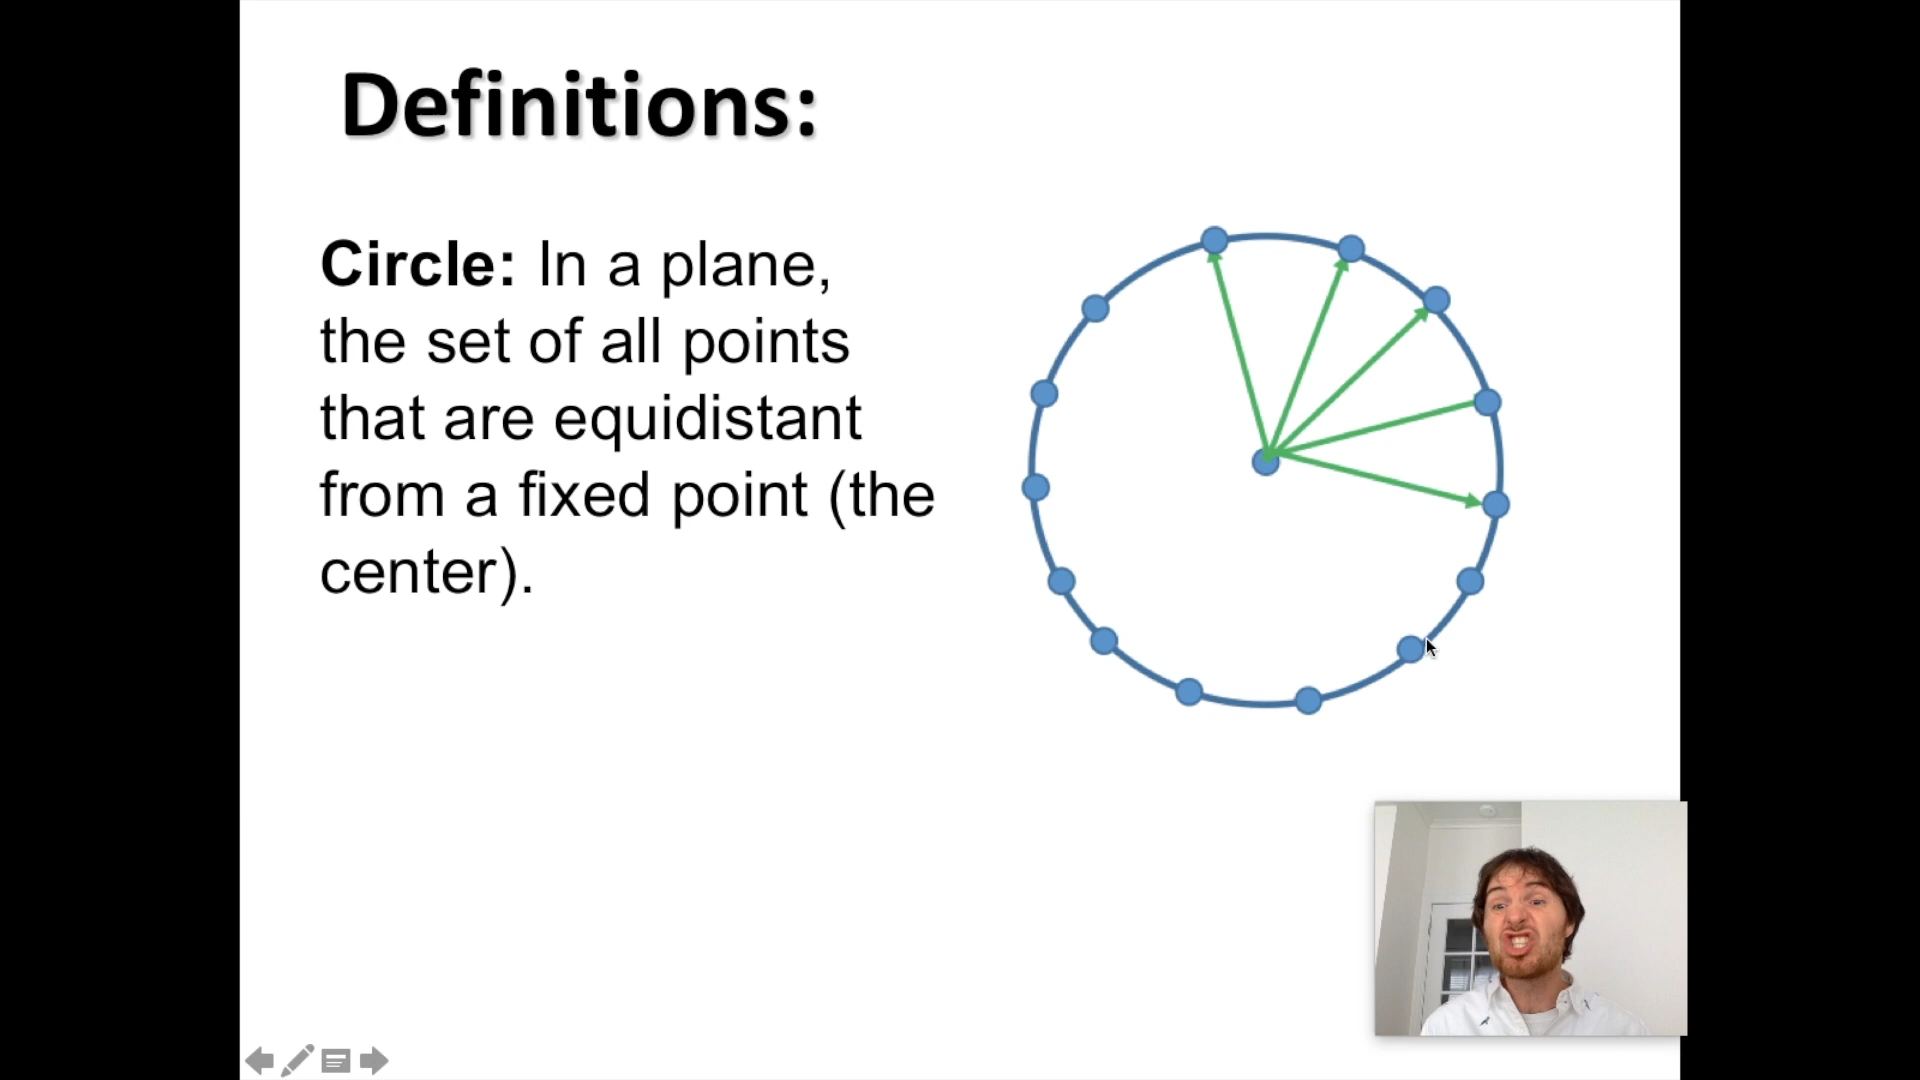 Definitions:
Circle: In a plane,
the set of all points
that are equidistant
from a fixed point (the
center).